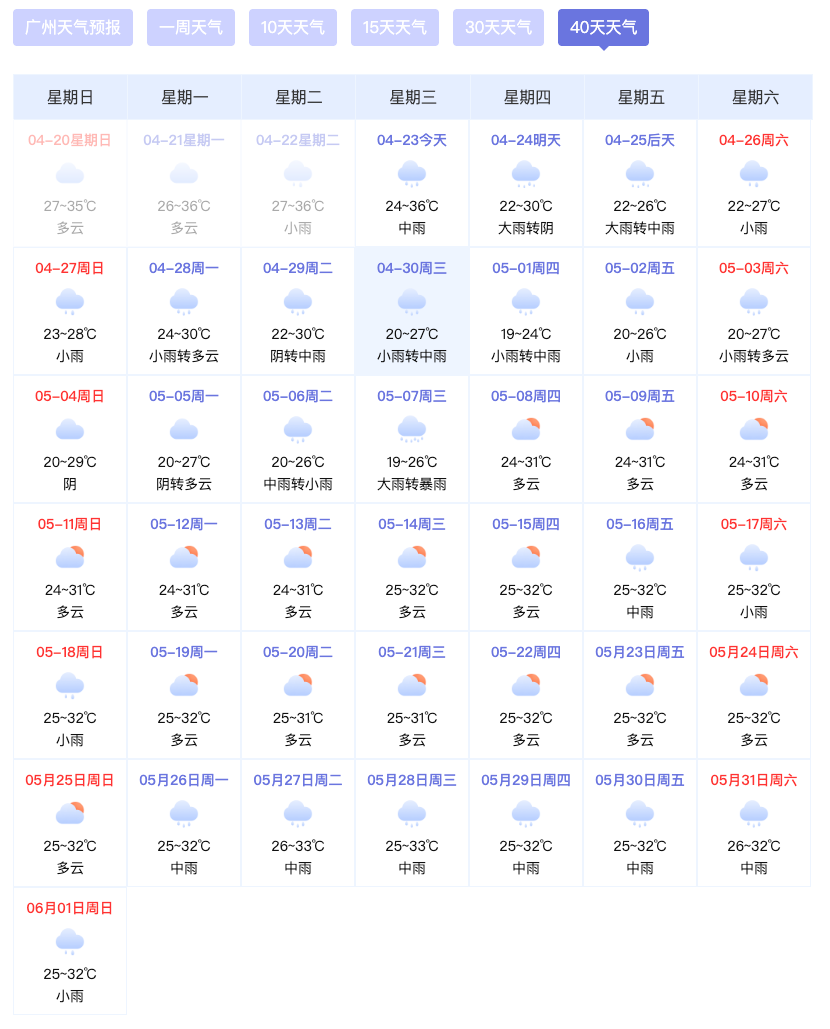 广州天气预报 一周天气 10天天气 15天天气 30天天气 40天天气
星期日 星期一 星期二 星期三 星期四 星期五 星期六
04-20星期日 04-21星期一 04-22星期二 04-23今天 04-24明天 04-25后天 04-26周六
27~35℃ 26~36℃ 27~36℃ 24~36℃ 22~30℃ 22~26℃ 22~27℃
多云 多云 小雨 中雨 大雨转阴 大雨转中雨 小雨
04-27周日 04-28周一 04-29周二 04-30周三 05-01周四 05-02周五 05-03周六
23~28℃ 24~30℃ 22~30℃ 20~27℃ 19~24℃ 20~26℃ 20~27℃
小雨 小雨转多云 阴转中雨 小雨转中雨 小雨转中雨 小雨 小雨转多云
05-04周日 05-05周一 05-06周二 05-07周三 05-08周四 05-09周五 05-10周六
20~29℃ 20~27℃ 20~26℃ 19~26℃ 24~31℃ 24~31℃ 24~31℃
阴 阴转多云 中雨转小雨 大雨转暴雨 多云 多云 多云
05-11周日 05-12周一 05-13周二 05-14周三 05-15周四 05-16周五 05-17周六
24~31℃ 24~31℃ 24~31℃ 25~32℃ 25~32℃ 25~32℃ 25~32℃
多云 多云 多云 多云 多云 中雨 小雨
05-18周日 05-19周一 05-20周二 05-21周三 05-22周四 05月23日周五 05月24日周六
25~32℃ 25~32℃ 25~31℃ 25~31℃ 25~32℃ 25~32℃ 25~32℃
小雨 多云 多云 多云 多云 多云 多云
05月25日周日 05月26日周一 05月27日周二 05月28日周三 05月29日周四 05月30日周五 05月31日周六
25~32℃ 25~32℃ 26~33℃ 25~33℃ 25~32℃ 25~32℃ 26~32℃
多云 中雨 中雨 中雨 中雨 中雨 中雨
06月01日周日
25~32℃
小雨